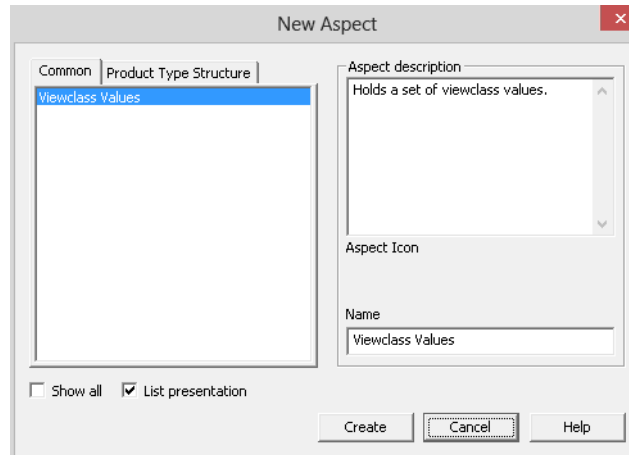 New Aspect
Common
Product Type Structure
Viewclass Values
Aspect description
Holds a set of viewclass values.
Aspect Icon
Name
Viewclass Values
Show all
List presentation
Create
Cancel
Help